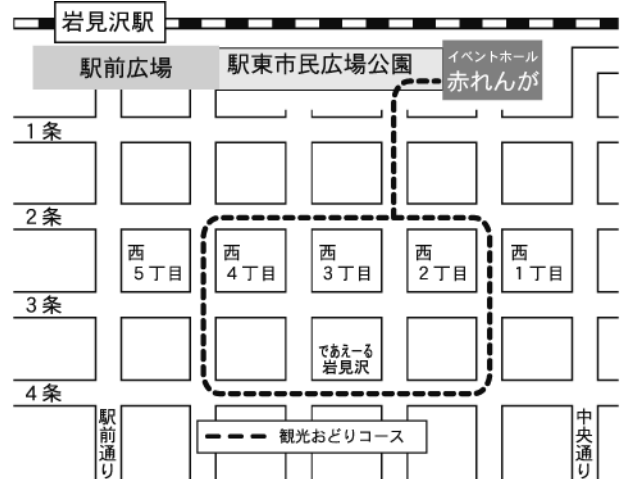 岩見沢駅
駅前広場
駅東市民広場公園
イベントホール
赤れんが
1条
2条
西
5丁目
西
4丁目
西
3丁目
西
2丁目
西
1丁目
3条
であえーる
岩見沢
4条
駅前通り
観光おどりコース
中央通り